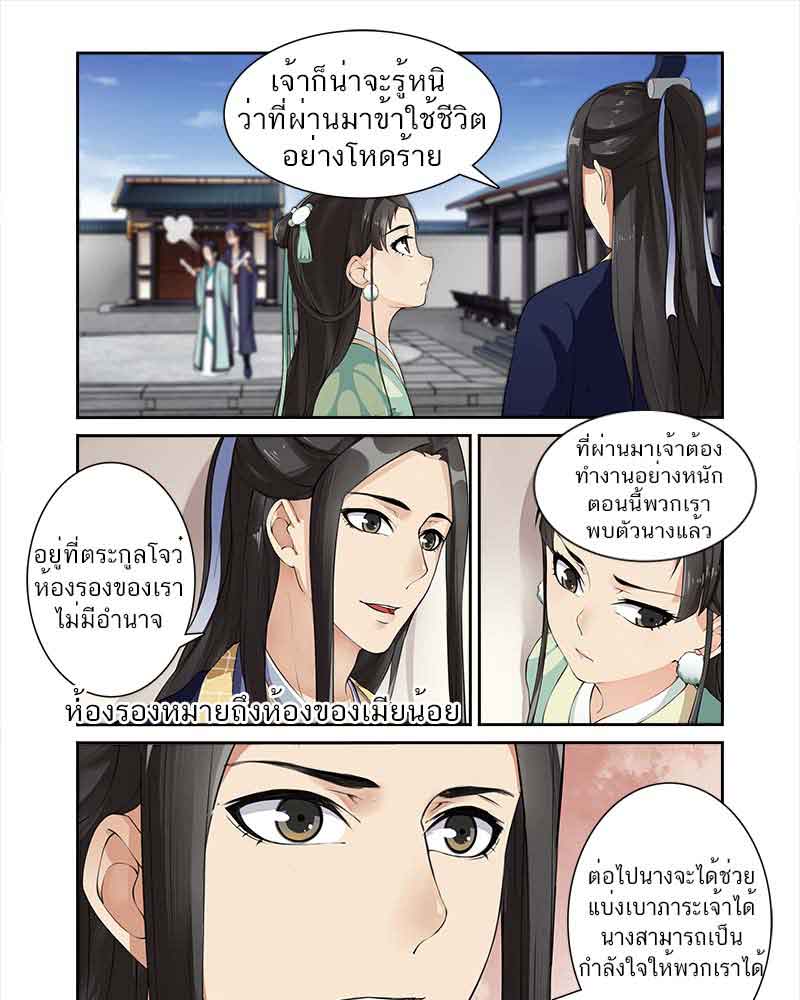 เจ้าก็น่าจะรู้หนิ
ว่าที่ผ่านมาข้าใช้ชีวิต
อย่างโหดร้าย
อยู่ที่ตระกูลโจว๋
ห้องรองของเรา
ไม่มีอำนาจ
ห้องรองหมายถึงห้องของเมียน้อย
ที่ผ่านมาเจ้าต้อง
ทำงานอย่างหนัก
ตอนนี้พวกเรา
พบตัวนางแล้ว
ต่อไปนางจะได้ช่วย
แบ่งเบาภาระเจ้าได้
นางสามารถเป็น
กำลังใจให้พวกเราได้